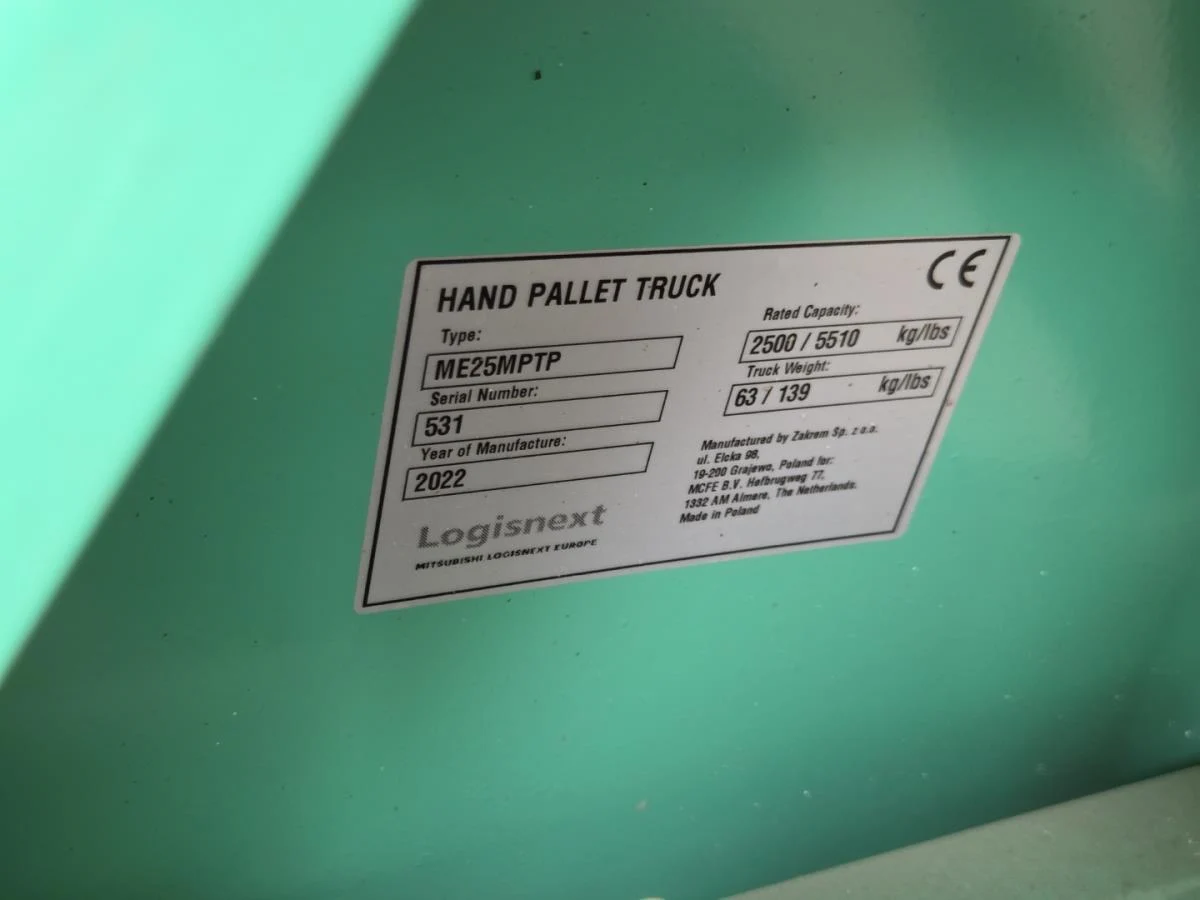 HAND PALLET TRUCK
CE
Type:
ME25MPTP
Serial Number:
531
Year of Manufacture:
2022
Rated Capacity:
2500 / 5510 kg/lbs
Truck Weight:
63 / 139 kg/lbs
Logisnext
MITSUBISHI LOGISNEXT EUROPE
Manufactured by Zakrem Sp. z o.o.
ul. Ełcka 98,
19-200 Grajewo, Poland for:
MCFE B.V. Hefbrugweg 77,
1332 AM Almere, The Netherlands.
Made in Poland